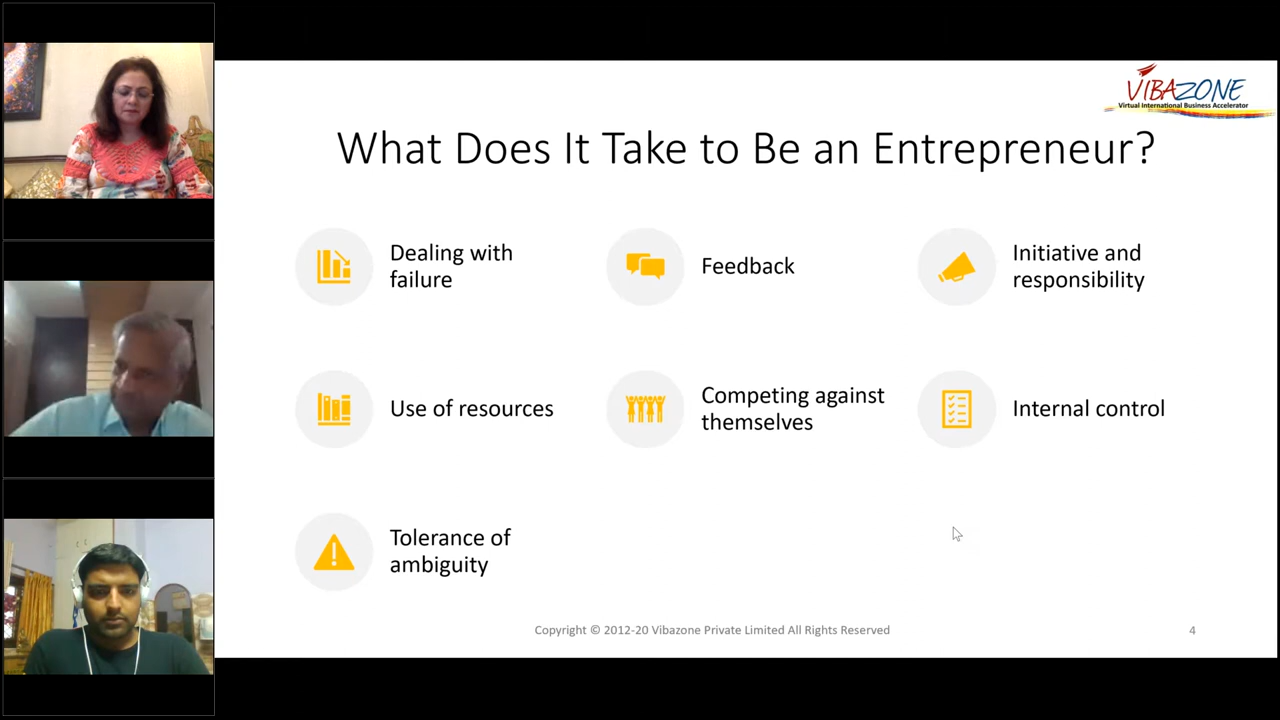 VIBAZONE
Virtual International Business Accelerator
What Does It Take to Be an Entrepreneur?
Dealing with
failure
Feedback
Initiative and
responsibility
Use of resources
Competing against
themselves
Internal control
Tolerance of
ambiguity
Copyright © 2012-20 Vibazone Private Limited All Rights Reserved
4